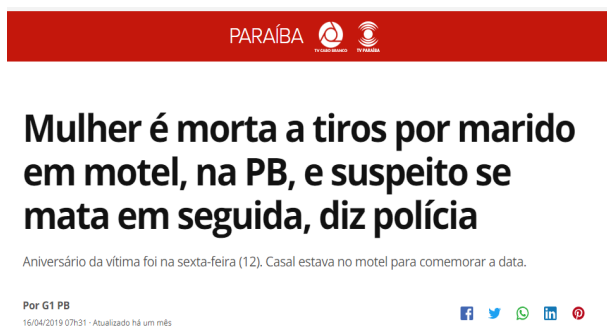 PARAÍBA TV CABO BRANCO TV PARAÍBA
Mulher é morta a tiros por marido
em motel, na PB, e suspeito se
mata em seguida, diz polícia
Aniversário da vítima foi na sexta-feira (12). Casal estava no motel para comemorar a data.
Por G1 PB
16/04/2019 07h31 · Atualizado há um mês